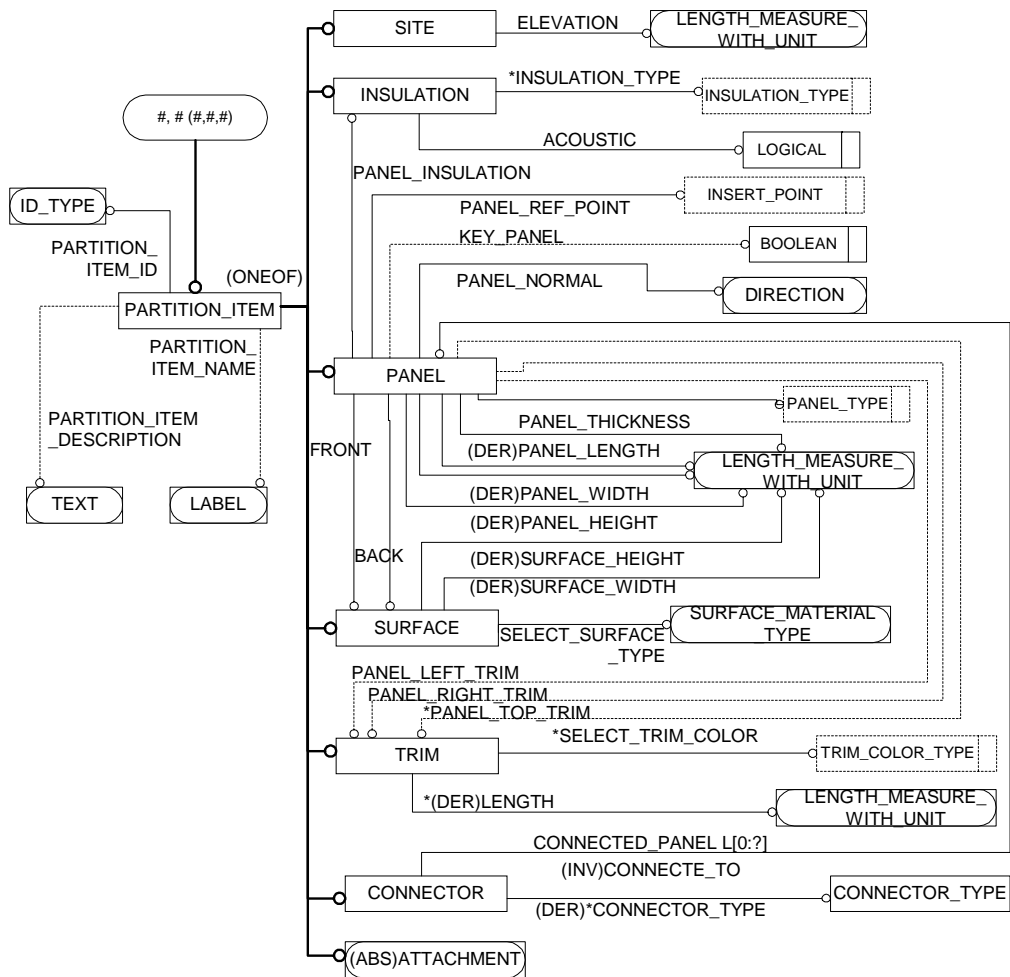 SITE
ELEVATION
LENGTH_MEASURE_
WITH_UNIT
*INSULATION_TYPE
INSULATION
INSULATION_TYPE
#, # (#,#,#)
ACOUSTIC
LOGICAL
PANEL_INSULATION
ID_TYPE
INSERT_POINT
PANEL_REF_POINT
KEY_PANEL
BOOLEAN
PARTITION_
ITEM_ID
(ONEOF)
PANEL_NORMAL
DIRECTION
PARTITION_ITEM
PARTITION_
ITEM_NAME
PANEL
PANEL_TYPE
PARTITION_ITEM
_DESCRIPTION
PANEL_THICKNESS
FRONT
(DER)PANEL_LENGTH
LENGTH_MEASURE_
WITH_UNIT
TEXT
LABEL
(DER)PANEL_WIDTH
(DER)PANEL_HEIGHT
BACK
(DER)SURFACE_HEIGHT
(DER)SURFACE_WIDTH
SURFACE
SELECT_SURFACE
_TYPE
SURFACE_MATERIAL
_TYPE
PANEL_LEFT_TRIM
PANEL_RIGHT_TRIM
*PANEL_TOP_TRIM
*SELECT_TRIM_COLOR
TRIM
TRIM_COLOR_TYPE
*(DER)LENGTH
LENGTH_MEASURE_
WITH_UNIT
CONNECTED_PANEL L[0:?]
(INV)CONNECTE_TO
CONNECTOR
(DER)*CONNECTOR_TYPE
CONNECTOR_TYPE
(ABS)ATTACHMENT